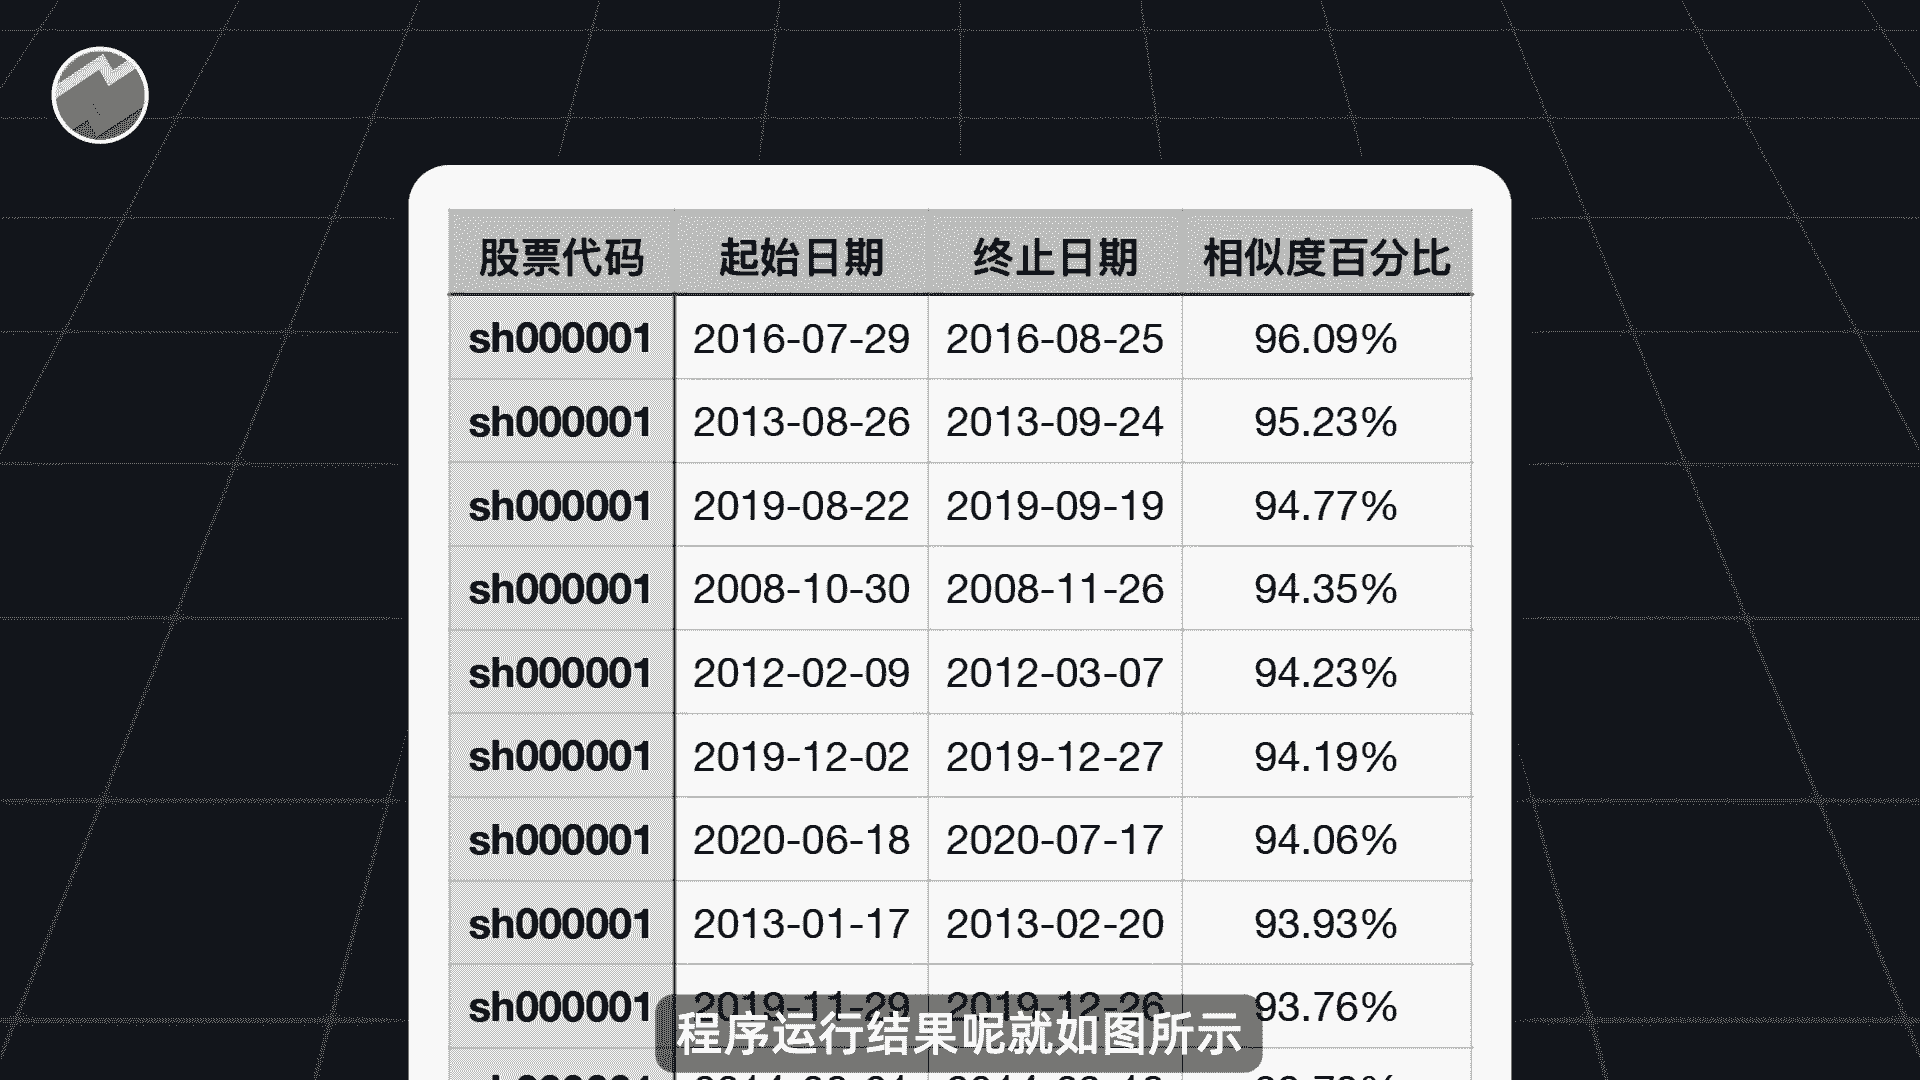 股票代码 起始日期 终止日期 相似度百分比
sh000001 2016-07-29 2016-08-25 96.09%
sh000001 2013-08-26 2013-09-24 95.23%
sh000001 2019-08-22 2019-09-19 94.77%
sh000001 2008-10-30 2008-11-26 94.35%
sh000001 2012-02-09 2012-03-07 94.23%
sh000001 2019-12-02 2019-12-27 94.19%
sh000001 2020-06-18 2020-07-17 94.06%
sh000001 2013-01-17 2013-02-20 93.93%
sh000001 2019-11-29 2019-12-26 93.76%
程序运行结果呢就如图所示